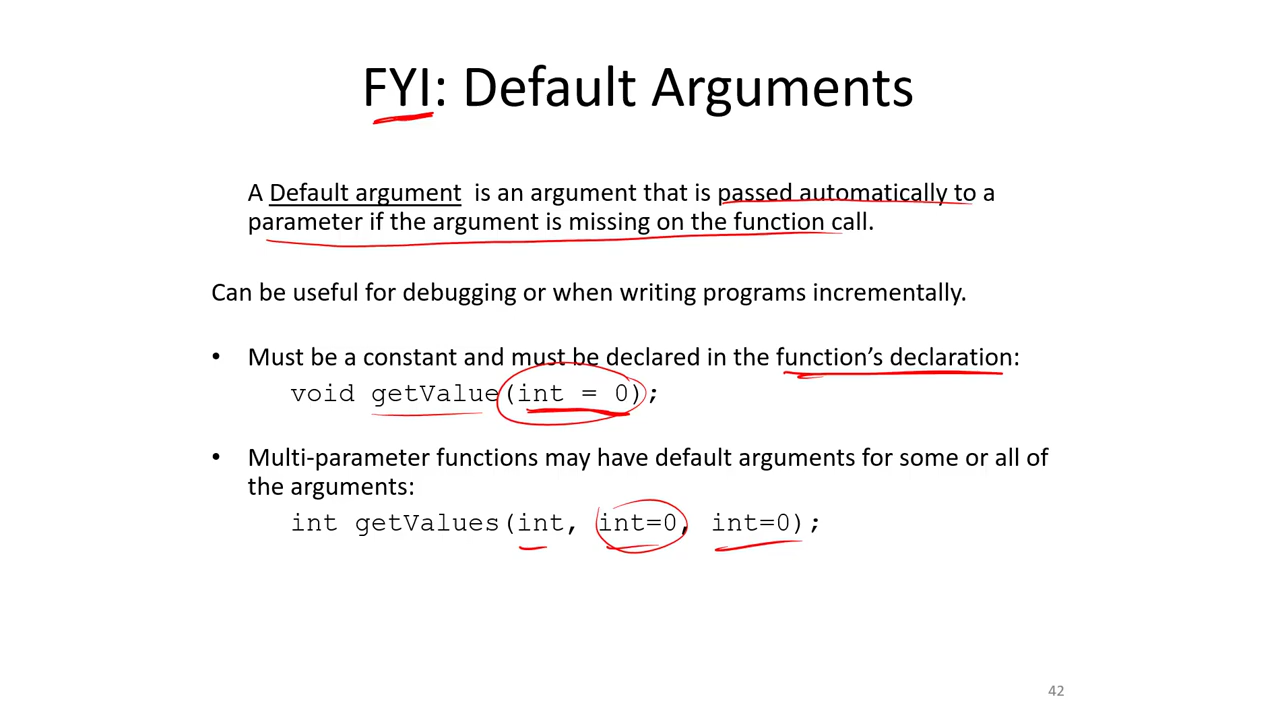 FYI: Default Arguments
A Default argument is an argument that is passed automatically to a
parameter if the argument is missing on the function call.
Can be useful for debugging or when writing programs incrementally.
• Must be a constant and must be declared in the function’s declaration:
void getValue(int = 0);
• Multi-parameter functions may have default arguments for some or all of
the arguments:
int getValues(int, int=0, int=0);
42